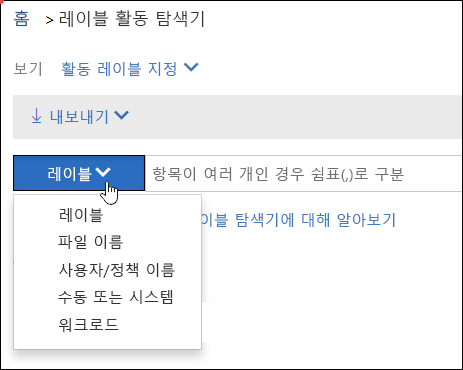 홈 > 레이블 활동 탐색기
보기 활동 레이블 지정
내보내기
레이블 항목이 여러 개인 경우 쉼표(,)로 구분
이블 탐색기에 대해 알아보기
레이블
파일 이름
사용자/정책 이름
수동 또는 시스템
워크로드